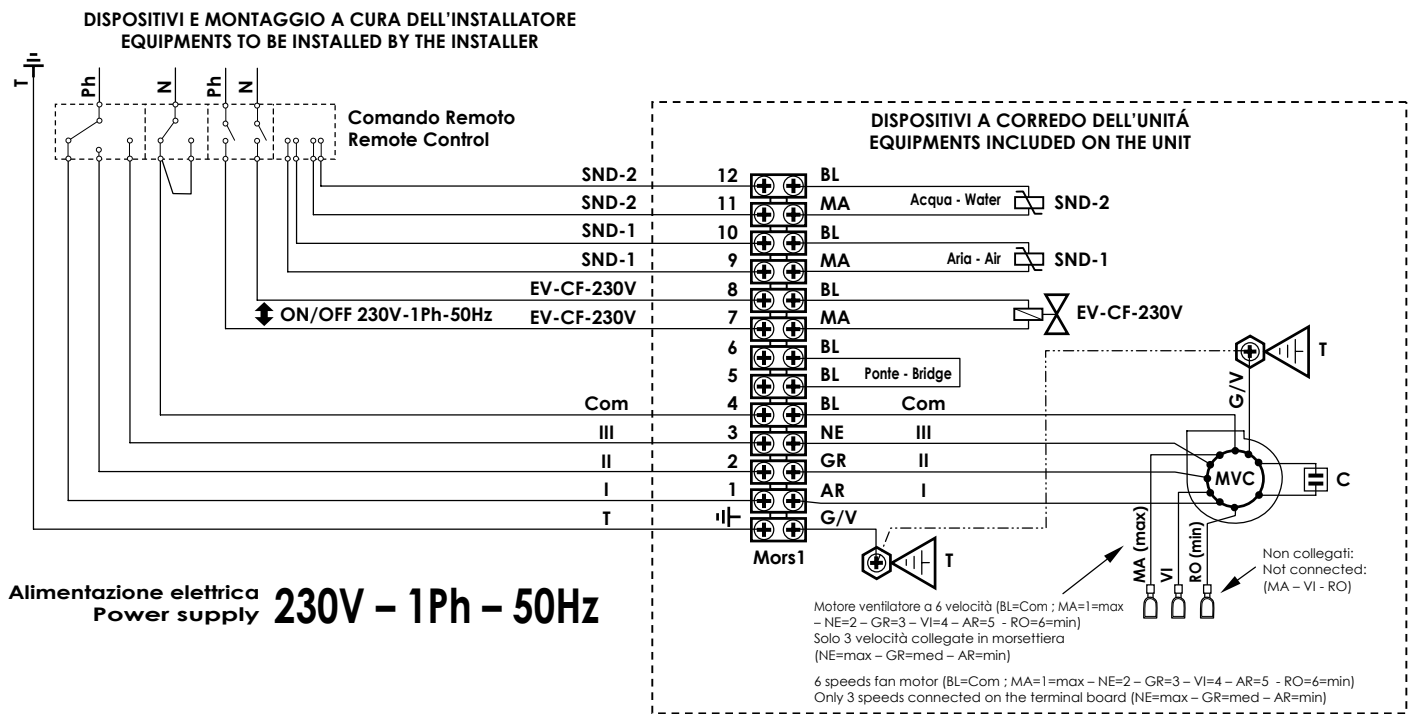 DISPOSITIVI E MONTAGGIO A CURA DELL'INSTALLATORE
EQUIPMENTS TO BE INSTALLED BY THE INSTALLER
T
Ph
N
Ph
N
Comando Remoto
Remote Control
DISPOSITIVI A CORREDO DELL'UNITÁ
EQUIPMENTS INCLUDED ON THE UNIT
SND-2 12 BL
SND-2 11 MA Acqua - Water SND-2
SND-1 10 BL
SND-1 9 MA Aria - Air SND-1
EV-CF-230V 8 BL
ON/OFF 230V-1Ph-50Hz EV-CF-230V 7 MA EV-CF-230V
6 BL
5 BL Ponte - Bridge
Com 4 BL Com
III 3 NE III
II 2 GR II
I 1 AR I
T G/V
Mors1
T
T
G/V
MVC
C
MA (max)
VI
RO (min)
Non collegati:
Not connected:
(MA – VI - RO)
Alimentazione elettrica
Power supply
230V – 1Ph – 50Hz
Motore ventilatore a 6 velocità (BL=Com ; MA=1=max
– NE=2 – GR=3 – VI=4 – AR=5 - RO=6=min)
Solo 3 velocità collegate in morsettiera
(NE=max – GR=med – AR=min)
6 speeds fan motor (BL=Com ; MA=1=max – NE=2 – GR=3 – VI=4 – AR=5 - RO=6=min)
Only 3 speeds connected on the terminal board (NE=max – GR=med – AR=min)